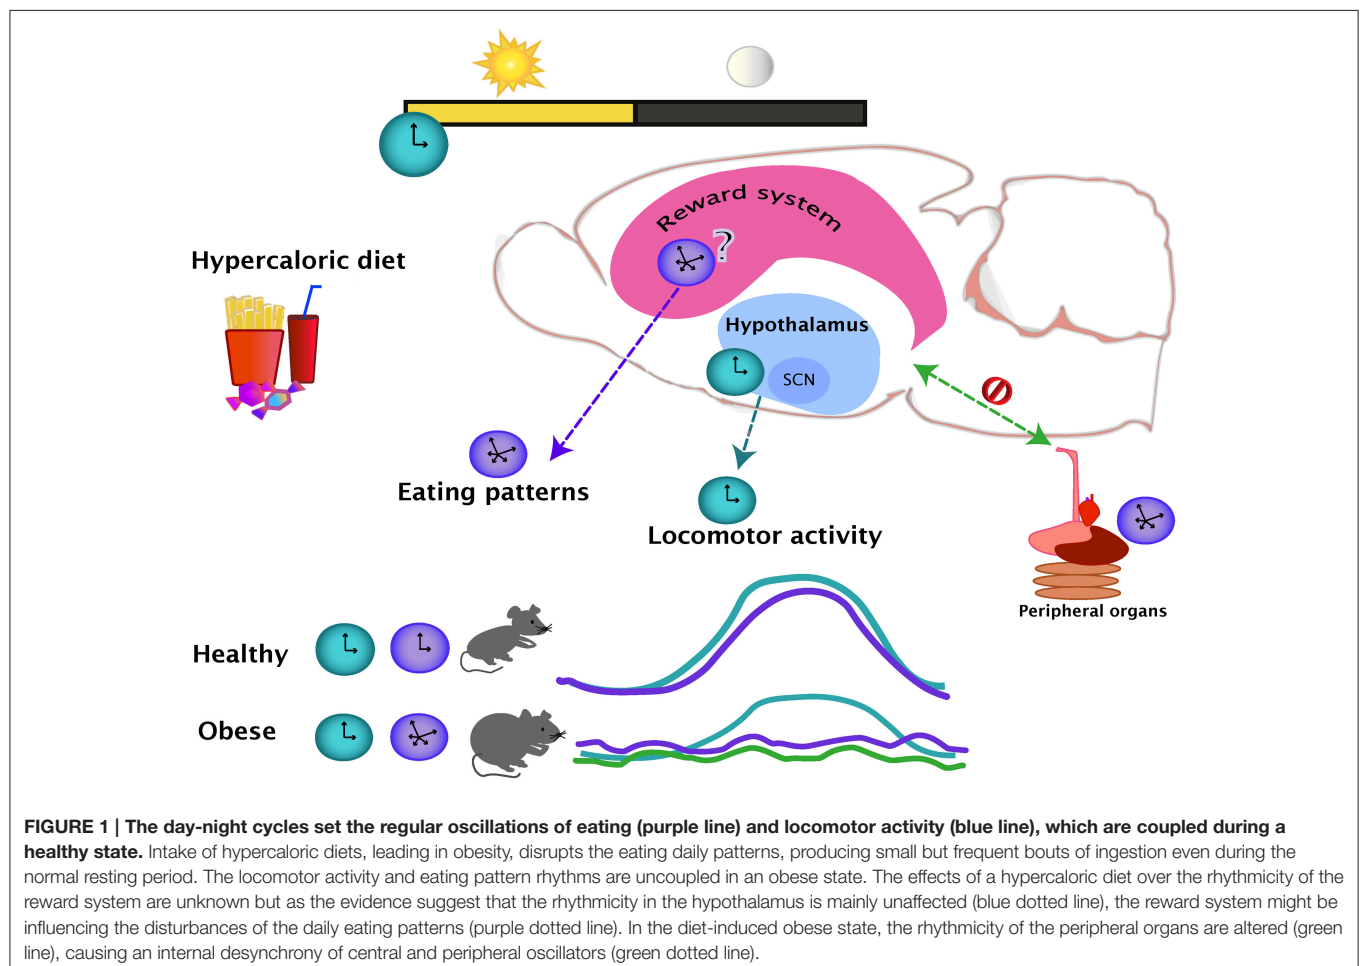 Reward system
?
Hypercaloric diet
Hypothalamus
SCN
Eating patterns
Locomotor activity
Peripheral organs
Healthy
Obese
FIGURE 1 | The day-night cycles set the regular oscillations of eating (purple line) and locomotor activity (blue line), which are coupled during a
healthy state. Intake of hypercaloric diets, leading in obesity, disrupts the eating daily patterns, producing small but frequent bouts of ingestion even during the
normal resting period. The locomotor activity and eating pattern rhythms are uncoupled in an obese state. The effects of a hypercaloric diet over the rhythmicity of the
reward system are unknown but as the evidence suggest that the rhythmicity in the hypothalamus is mainly unaffected (blue dotted line), the reward system might be
influencing the disturbances of the daily eating patterns (purple dotted line). In the diet-induced obese state, the rhythmicity of the peripheral organs are altered (green
line), causing an internal desynchrony of central and peripheral oscillators (green dotted line).